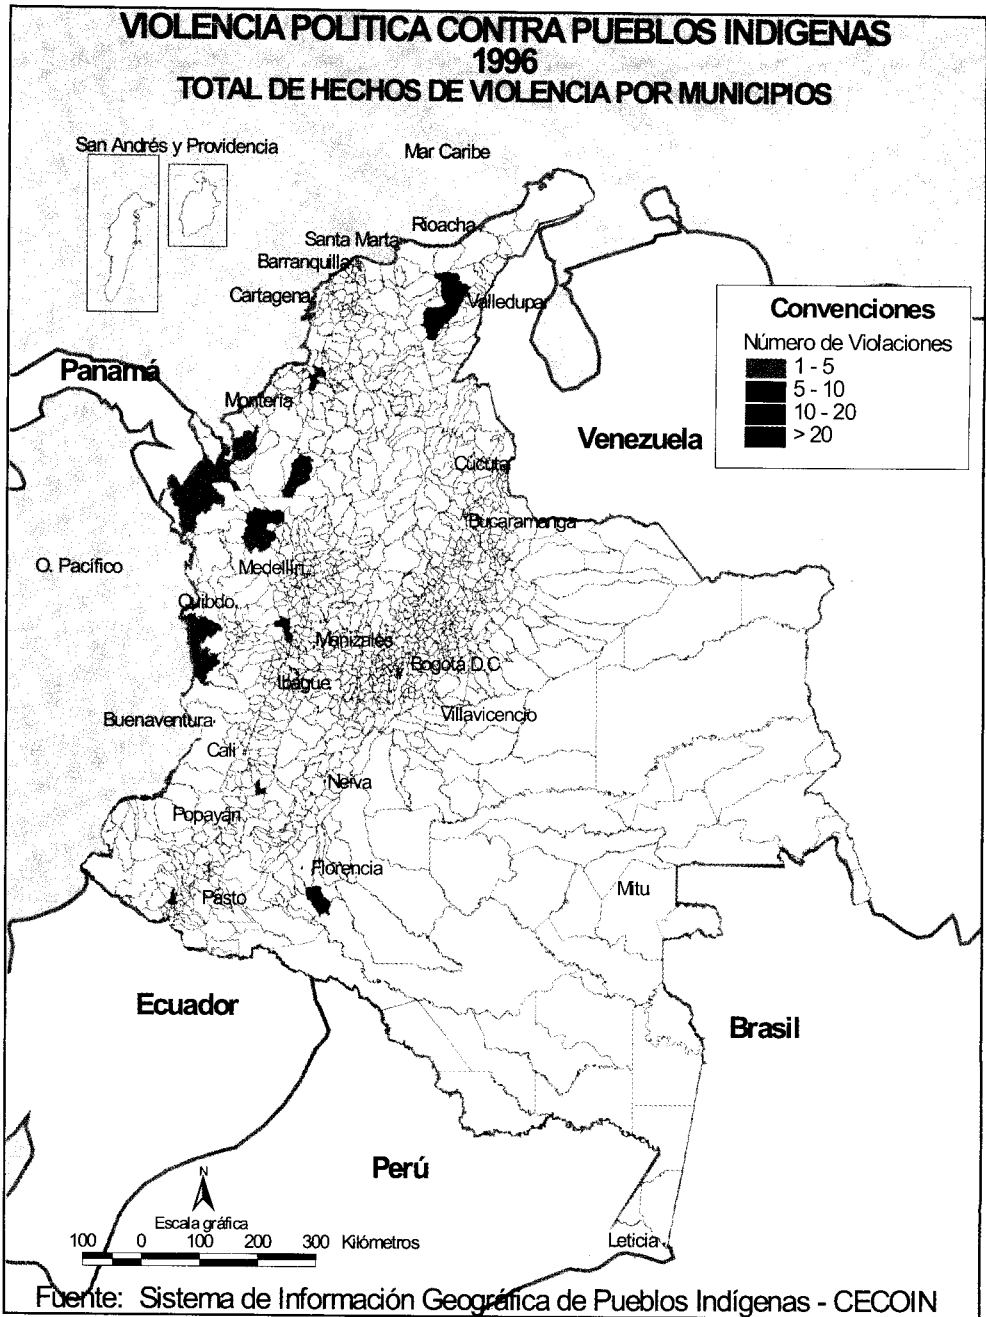 VIOLENCIA POLITICA CONTRA PUEBLOS INDIGENAS
1996
TOTAL DE HECHOS DE VIOLENCIA POR MUNICIPIOS
San Andrés y Providencia
Mar Caribe
Rioacha
Santa Marta
Barranquilla
Cartagena
Valledupa
Convenciones
Número de Violaciones
1 - 5
5 - 10
10 - 20
> 20
Panamá
Montería
Venezuela
Cúcuta
Bucaramanga
O. Pacífico
Medellín
Quibdo
Manizales
Bogotá D.C
Ibague
Buenaventura
Villavicencio
Cali
Neiva
Popayán
Florencia
Mitu
Pasto
Ecuador
Brasil
Perú
N
Escala gráfica
100 0 100 200 300 Kilómetros
Leticia
Fuente: Sistema de Información Geográfica de Pueblos Indígenas - CECOIN